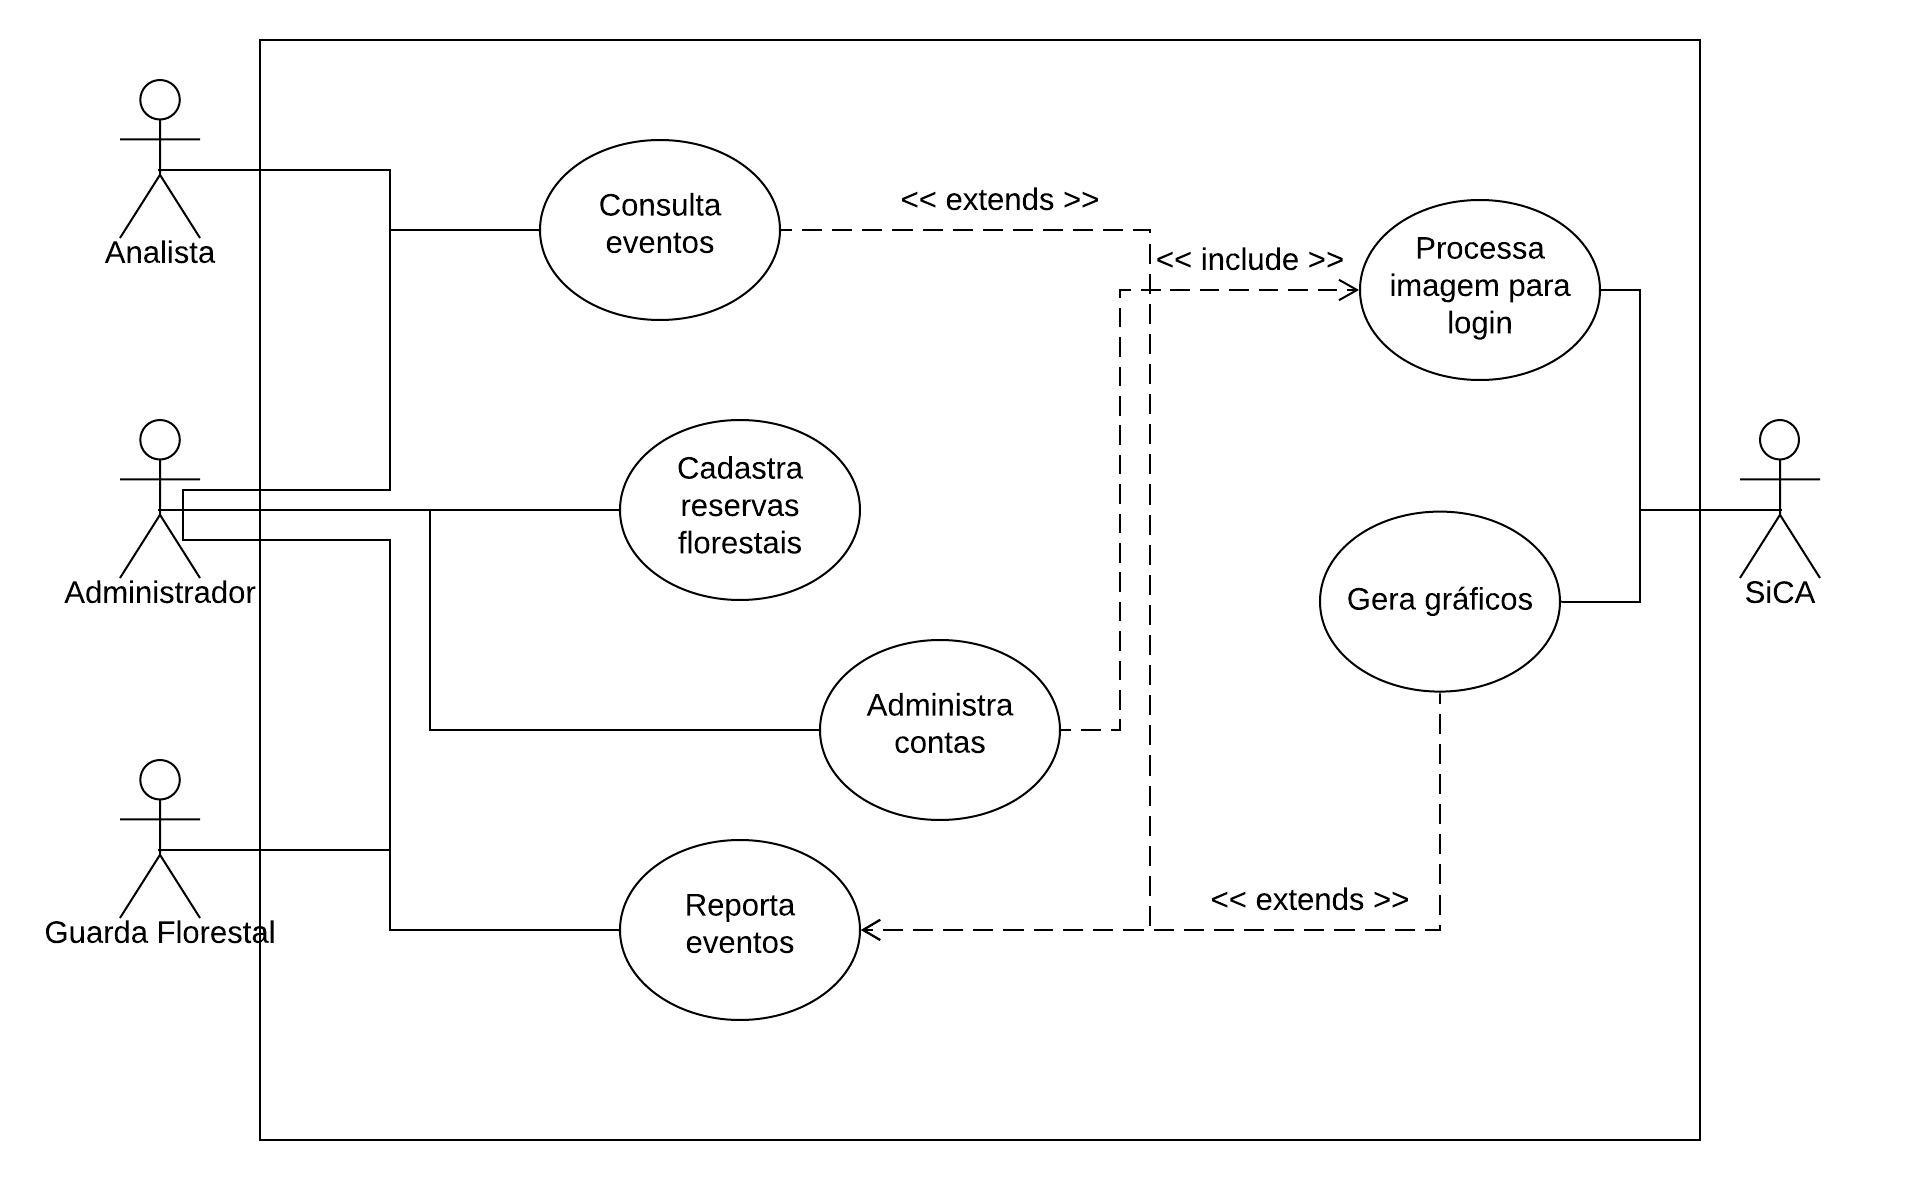 Analista
Consulta
eventos
<< extends >>
<< include >>
Processa
imagem para
login
Administrador
Cadastra
reservas
florestais
Gera gráficos
SiCA
Administra
contas
Guarda Florestal
Reporta
eventos
<< extends >>